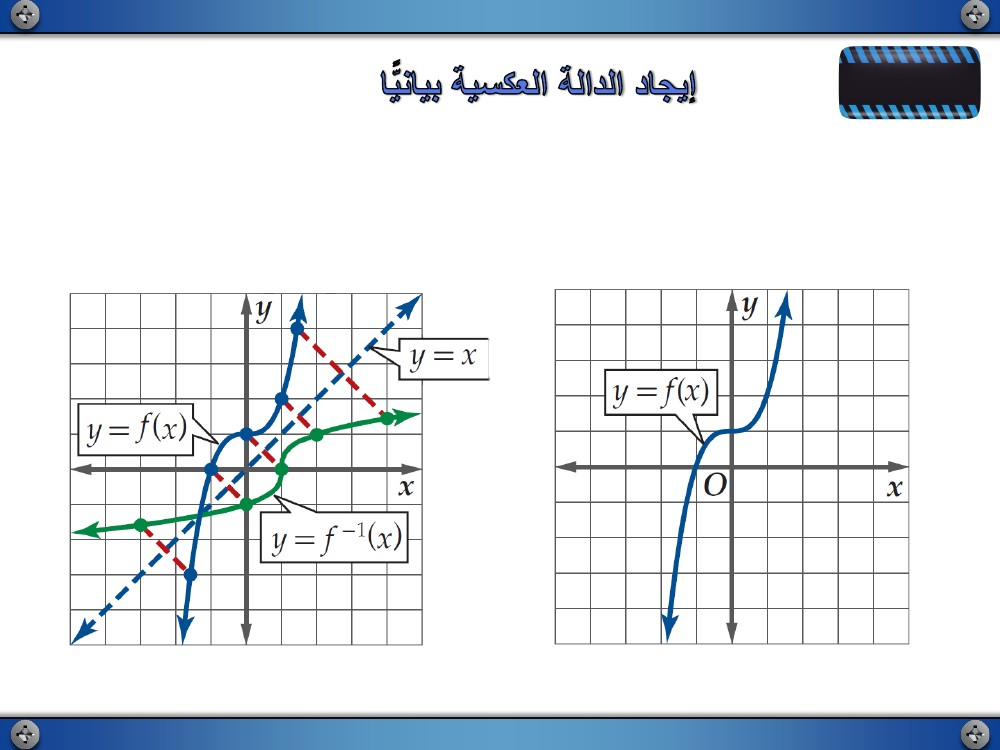 إيجاد الدالة العكسية بيانيًّا
y
y = f(x)
O
x
y
y = x
y = f(x)
x
y = f⁻¹(x)